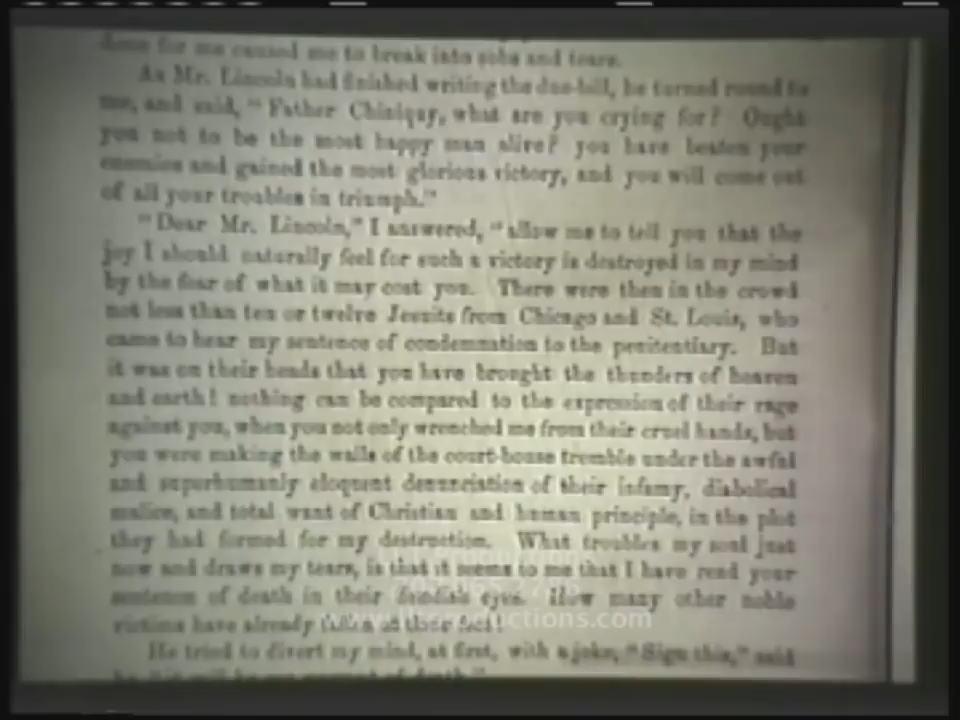 done for me caused me to break into sobs and tears.
As Mr. Lincoln had finished writing the due-bill, he turned round to
me, and said, "Father Chiniquy, what are you crying for? Ought
you not to be the most happy man alive? you have beaten your
enemies and gained the most glorious victory, and you will come out
of all your troubles in triumph."
"Dear Mr. Lincoln," I answered, "allow me to tell you that the
joy I should naturally feel for such a victory is destroyed in my mind
by the fear of what it may cost you. There were then in the crowd
not less than ten or twelve Jesuits from Chicago and St. Louis, who
came to hear my sentence of condemnation to the penitentiary. But
it was on their heads that you have brought the thunders of heaven
and earth! nothing can be compared to the expression of their rage
against you, when you not only wrenched me from their cruel hands, but
you were making the walls of the court-house tremble under the awful
and superhumanly eloquent denunciation of their infamy, diabolical
malice, and total want of Christian and human principle, in the plot
they had formed for my destruction. What troubles my soul just
now and draws my tears, is that it seems to me that I have read your
sentence of death in their fiendish eyes. How many other noble
victims have already fallen at their feet!
He tried to divert my mind, at first, with a joke, "Sign this," said
he, "it will be my warrant of death."